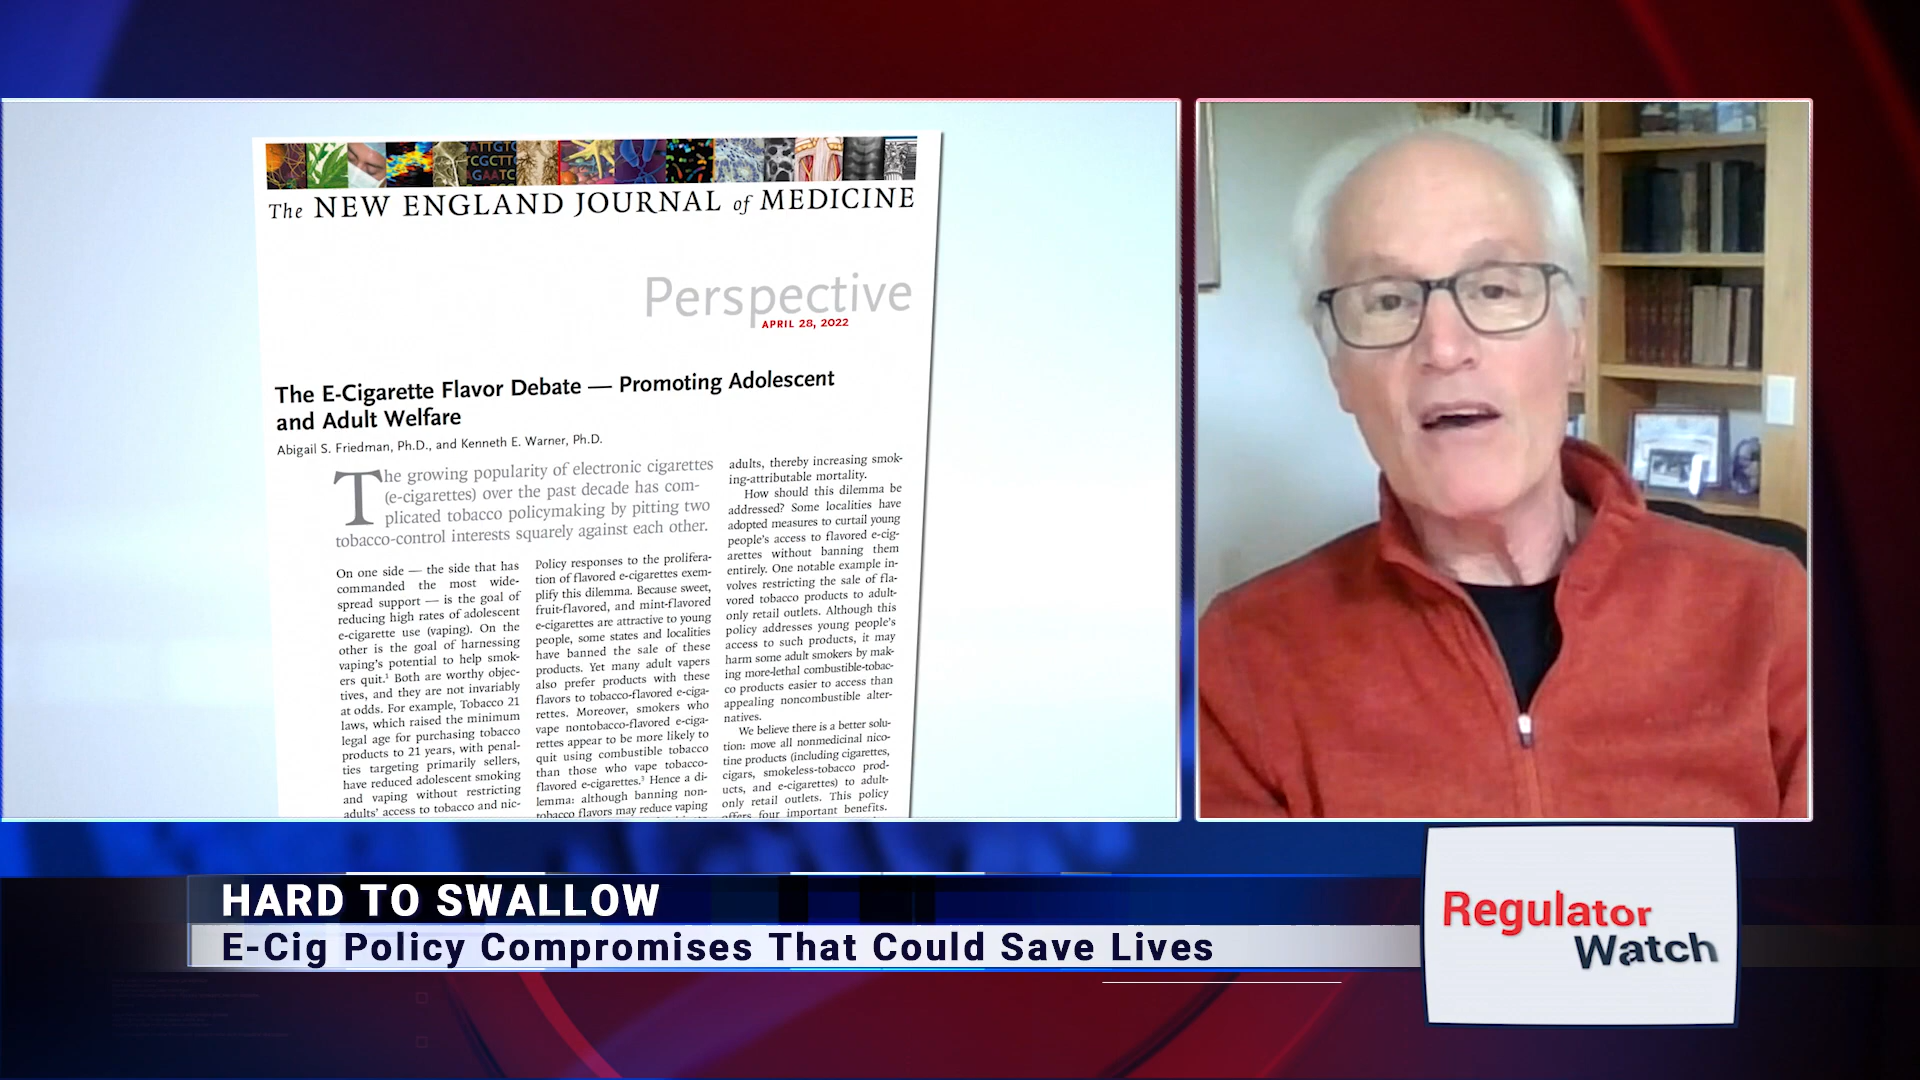 ATTGTC
TCGCTTC
AGAATC
The NEW ENGLAND JOURNAL of MEDICINE
Perspective
APRIL 28, 2022
The E-Cigarette Flavor Debate — Promoting Adolescent
and Adult Welfare
Abigail S. Friedman, Ph.D., and Kenneth E. Warner, Ph.D.
The growing popularity of electronic cigarettes
(e-cigarettes) over the past decade has com-
plicated tobacco policymaking by pitting two
tobacco-control interests squarely against each other.
On one side — the side that has
commanded the most wide-
spread support — is the goal of
reducing high rates of adolescent
e-cigarette use (vaping). On the
other is the goal of harnessing
vaping's potential to help smok-
ers quit.¹ Both are worthy objec-
tives, and they are not invariably
at odds. For example, Tobacco 21
laws, which raised the minimum
legal age for purchasing tobacco
products to 21 years, with penal-
ties targeting primarily sellers,
have reduced adolescent smoking
and vaping without restricting
adults' access to tobacco and nic-
Policy responses to the prolifera-
tion of flavored e-cigarettes exem-
plify this dilemma. Because sweet,
fruit-flavored, and mint-flavored
e-cigarettes are attractive to young
people, some states and localities
have banned the sale of these
products. Yet many adult vapers
also prefer products with these
flavors to tobacco-flavored e-ciga-
rettes. Moreover, smokers who
vape nontobacco-flavored e-ciga-
rettes appear to be more likely to
quit using combustible tobacco
than those who vape tobacco-
flavored e-cigarettes.³ Hence a di-
lemma: although banning non-
tobacco flavors may reduce vaping
adults, thereby increasing smok-
ing-attributable mortality.
How should this dilemma be
addressed? Some localities have
adopted measures to curtail young
people's access to flavored e-cig-
arettes without banning them
entirely. One notable example in-
volves restricting the sale of fla-
vored tobacco products to adult-
only retail outlets. Although this
policy addresses young people's
access to such products, it may
harm some adult smokers by mak-
ing more-lethal combustible-tobac-
co products easier to access than
appealing noncombustible alter-
natives.
We believe there is a better solu-
tion: move all nonmedicinal nico-
tine products (including cigarettes,
cigars, smokeless-tobacco prod-
ucts, and e-cigarettes) to adult-
only retail outlets. This policy
offers four important benefits.
HARD TO SWALLOW
E-Cig Policy Compromises That Could Save Lives
Regulator
Watch